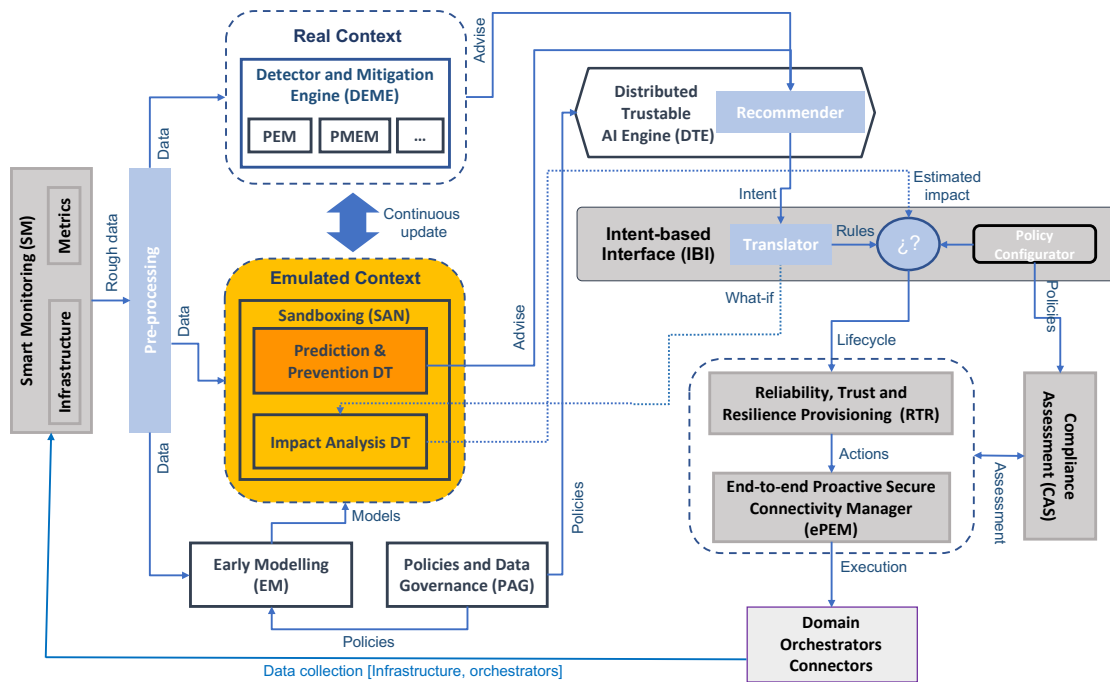 Real Context
Detector and Mitigation
Engine (DEME)
PEM
PMEM
...
Advise
Distributed
Trustable
AI Engine (DTE)
Recommender
Data
Smart Monitoring (SM)
Metrics
Infrastructure
Rough data
Pre-processing
Continuous
update
Intent
Estimated
impact
Intent-based
Interface (IBI)
Translator
Rules
¿?
Policy
Configurator
Emulated Context
Sandboxing (SAN)
Prediction &
Prevention DT
Impact Analysis DT
Data
Advise
What-if
Policies
Lifecycle
Reliability, Trust and
Resilience Provisioning (RTR)
Actions
End-to-end Proactive Secure
Connectivity Manager
(ePEM)
Assessment
Compliance
Assessment (CAS)
Data
Models
Early Modelling
(EM)
Policies and Data
Governance (PAG)
Policies
Policies
Execution
Domain
Orchestrators
Connectors
Data collection [Infrastructure, orchestrators]